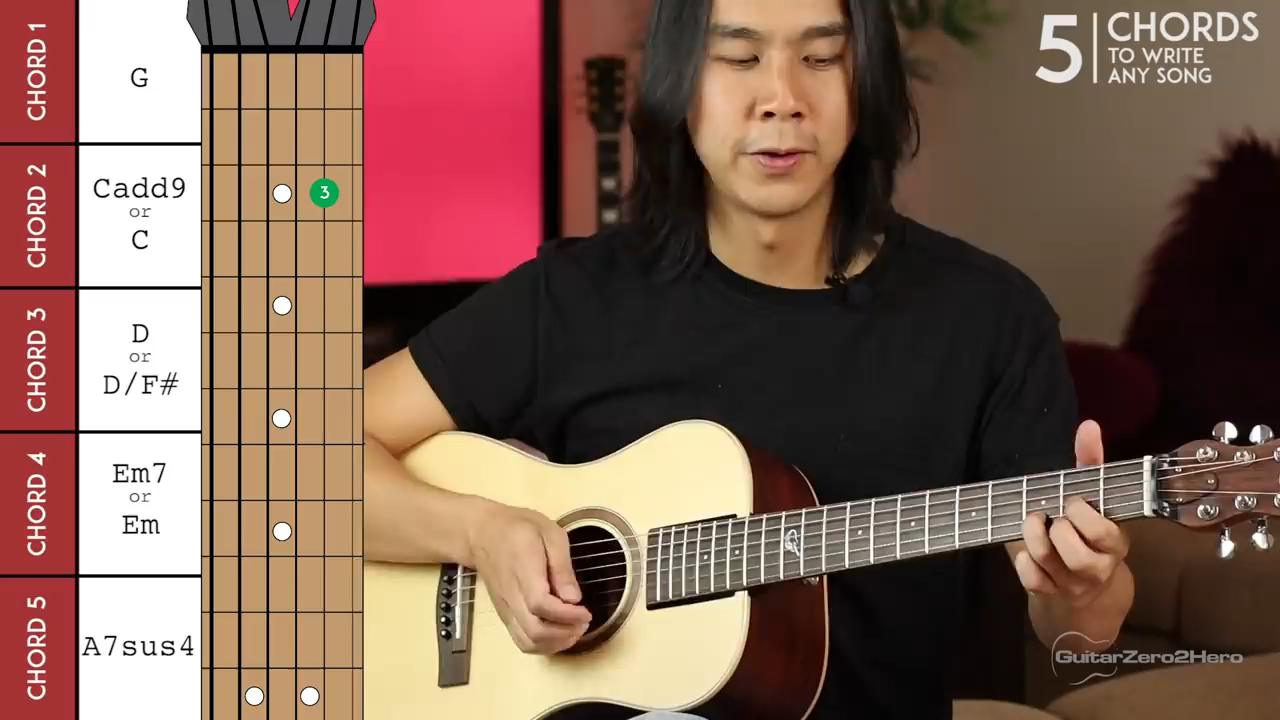 CHORD 1
G
CHORD 2
Cadd9
or
C
CHORD 3
D
or
D/F#
CHORD 4
Em7
or
Em
CHORD 5
A7sus4
3
5 CHORDS
TO WRITE
ANY SONG
GuitarZero2Hero